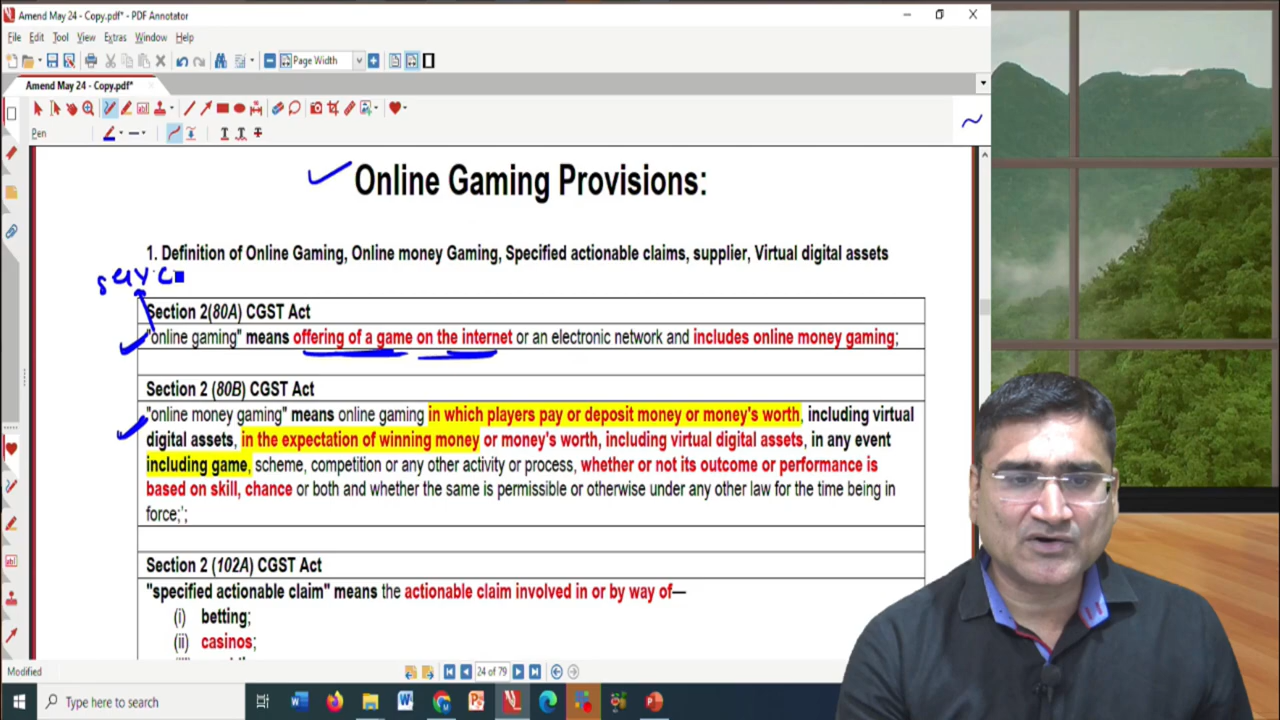 Amend May 24 - Copy.pdf* - PDF Annotator
File Edit Tool View Extras Window Help
Page Width
Amend May 24 - Copy.pdf*
Pen
Online Gaming Provisions:
1. Definition of Online Gaming, Online money Gaming, Specified actionable claims, supplier, Virtual digital assets
Section 2(80A) CGST Act
"online gaming" means offering of a game on the internet or an electronic network and includes online money gaming;
Section 2 (80B) CGST Act
"online money gaming" means online gaming in which players pay or deposit money or money's worth, including virtual
digital assets, in the expectation of winning money or money's worth, including virtual digital assets, in any event
including game, scheme, competition or any other activity or process, whether or not its outcome or performance is
based on skill, chance or both and whether the same is permissible or otherwise under any other law for the time being in
force;';
Section 2 (102A) CGST Act
"specified actionable claim" means the actionable claim involved in or by way of—
(i) betting;
(ii) casinos;
Modified
24 of 79
Type here to search